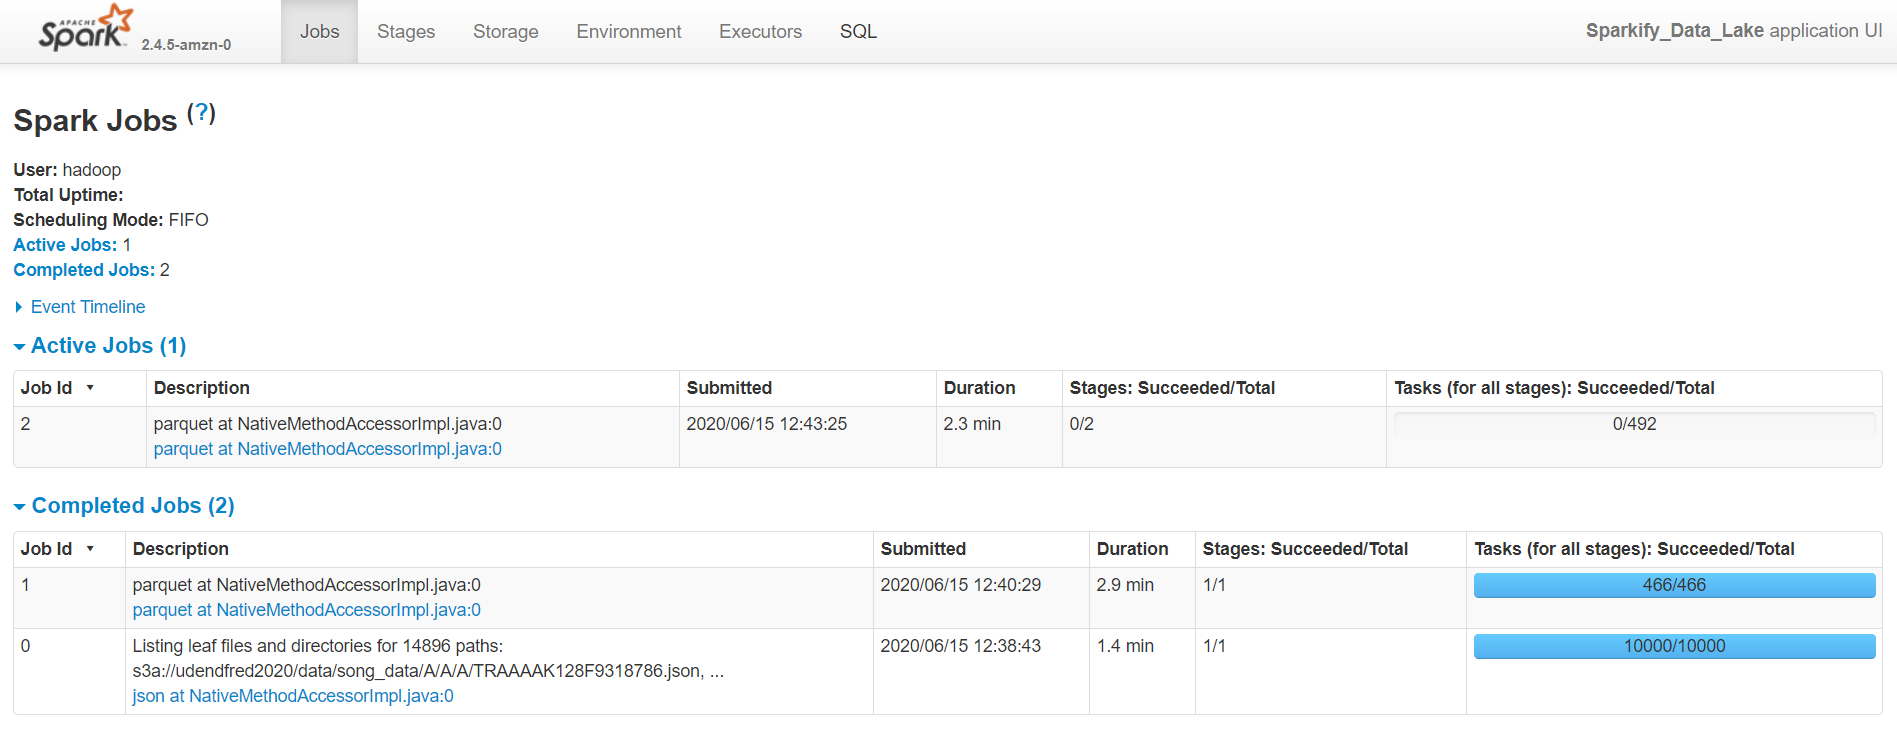 APACHE
Spark 2.4.5-amzn-0 Jobs Stages Storage Environment Executors SQL Sparkify_Data_Lake application UI
Spark Jobs (?)
User: hadoop
Total Uptime:
Scheduling Mode: FIFO
Active Jobs: 1
Completed Jobs: 2
Event Timeline
Active Jobs (1)
Job Id ▾ Description Submitted Duration Stages: Succeeded/Total Tasks (for all stages): Succeeded/Total
2 parquet at NativeMethodAccessorImpl.java:0 2020/06/15 12:43:25 2.3 min 0/2 0/492
parquet at NativeMethodAccessorImpl.java:0
Completed Jobs (2)
Job Id ▾ Description Submitted Duration Stages: Succeeded/Total Tasks (for all stages): Succeeded/Total
1 parquet at NativeMethodAccessorImpl.java:0 2020/06/15 12:40:29 2.9 min 1/1 466/466
parquet at NativeMethodAccessorImpl.java:0
0 Listing leaf files and directories for 14896 paths: 2020/06/15 12:38:43 1.4 min 1/1 10000/10000
s3a://udendfred2020/data/song_data/A/A/A/TRAAAAK128F9318786.json, ...
json at NativeMethodAccessorImpl.java:0